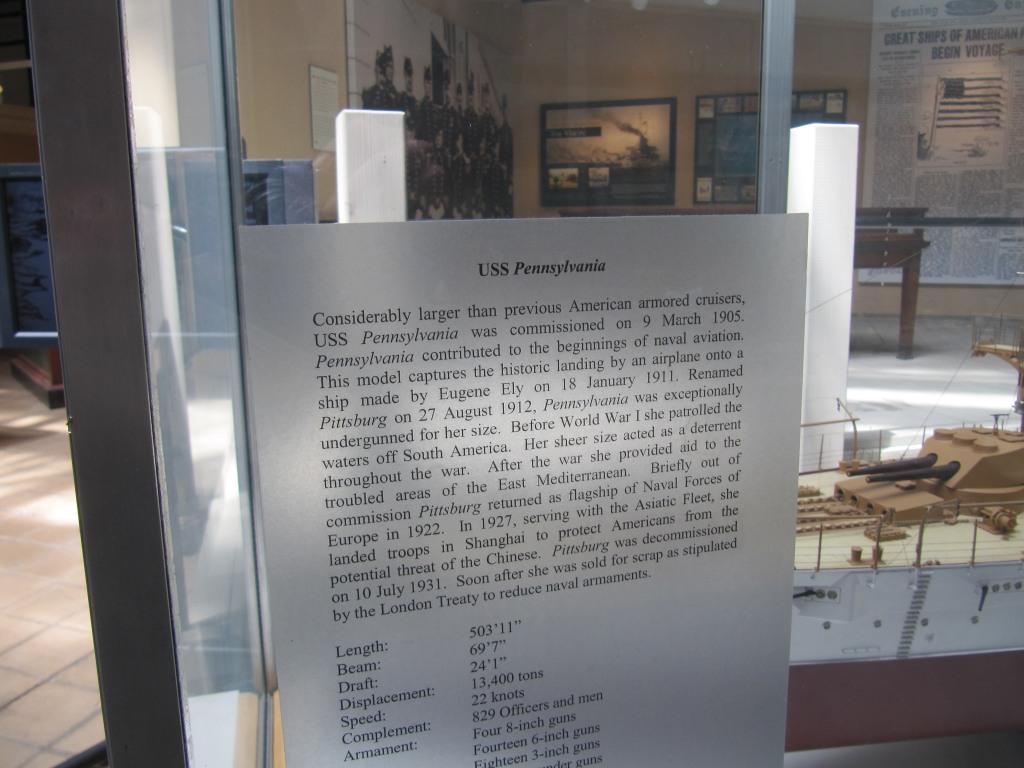 Evening
GREAT SHIPS OF AMERICAN
BEGIN VOYAGE
USS Pennsylvania
Considerably larger than previous American armored cruisers,
USS Pennsylvania was commissioned on 9 March 1905.
Pennsylvania contributed to the beginnings of naval aviation.
This model captures the historic landing by an airplane onto a
ship made by Eugene Ely on 18 January 1911. Renamed
Pittsburg on 27 August 1912, Pennsylvania was exceptionally
undergunned for her size. Before World War I she patrolled the
waters off South America. Her sheer size acted as a deterrent
throughout the war. After the war she provided aid to the
troubled areas of the East Mediterranean. Briefly out of
commission Pittsburg returned as flagship of Naval Forces of
Europe in 1922. In 1927, serving with the Asiatic Fleet, she
landed troops in Shanghai to protect Americans from the
potential threat of the Chinese. Pittsburg was decommissioned
on 10 July 1931. Soon after she was sold for scrap as stipulated
by the London Treaty to reduce naval armaments.
Length: 503'11"
Beam: 69'7"
Draft: 24'1"
Displacement: 13,400 tons
Speed: 22 knots
Complement: 829 Officers and men
Armament: Four 8-inch guns
Fourteen 6-inch guns
Eighteen 3-inch guns
guns